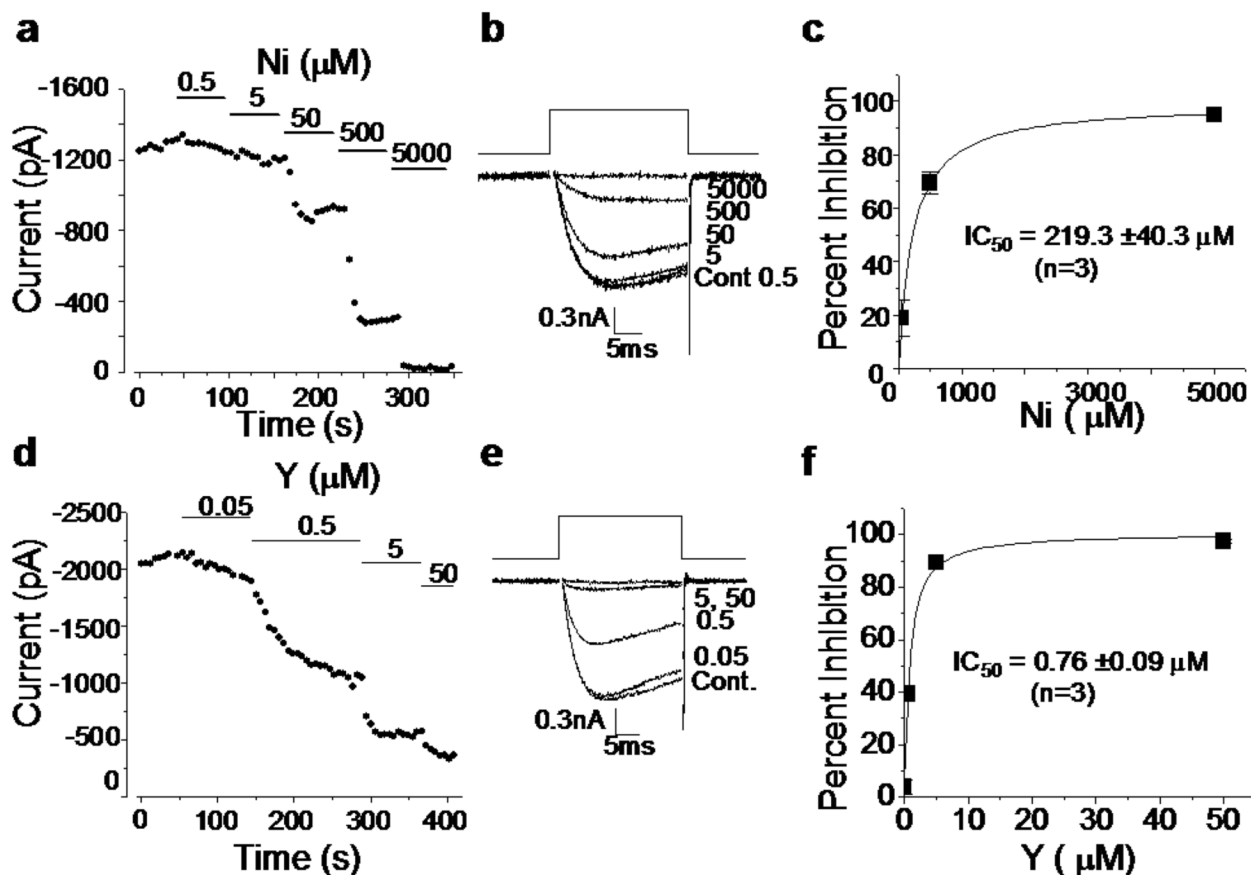 a
Ni (μM)
0.5
5
50
500
5000
-1600
-1200
-800
-400
0
Current (pA)
0 100 200 300
Time (s)
b
5000
500
50
5
Cont 0.5
0.3nA
5ms
c
100
80
60
40
20
0
Percent Inhibition
IC50 = 219.3 ±40.3 μM
(n=3)
0 1000 3000 5000
Ni ( μM)
d
Y (μM)
0.05
0.5
5
50
-2500
-2000
-1500
-1000
-500
0
Current (pA)
0 100 200 300 400
Time (s)
e
5, 50
0.5
0.05
Cont.
0.3nA
5ms
f
100
80
60
40
20
0
Percent Inhibition
IC50 = 0.76 ±0.09 μM
(n=3)
0 10 20 30 40 50
Y ( μM)